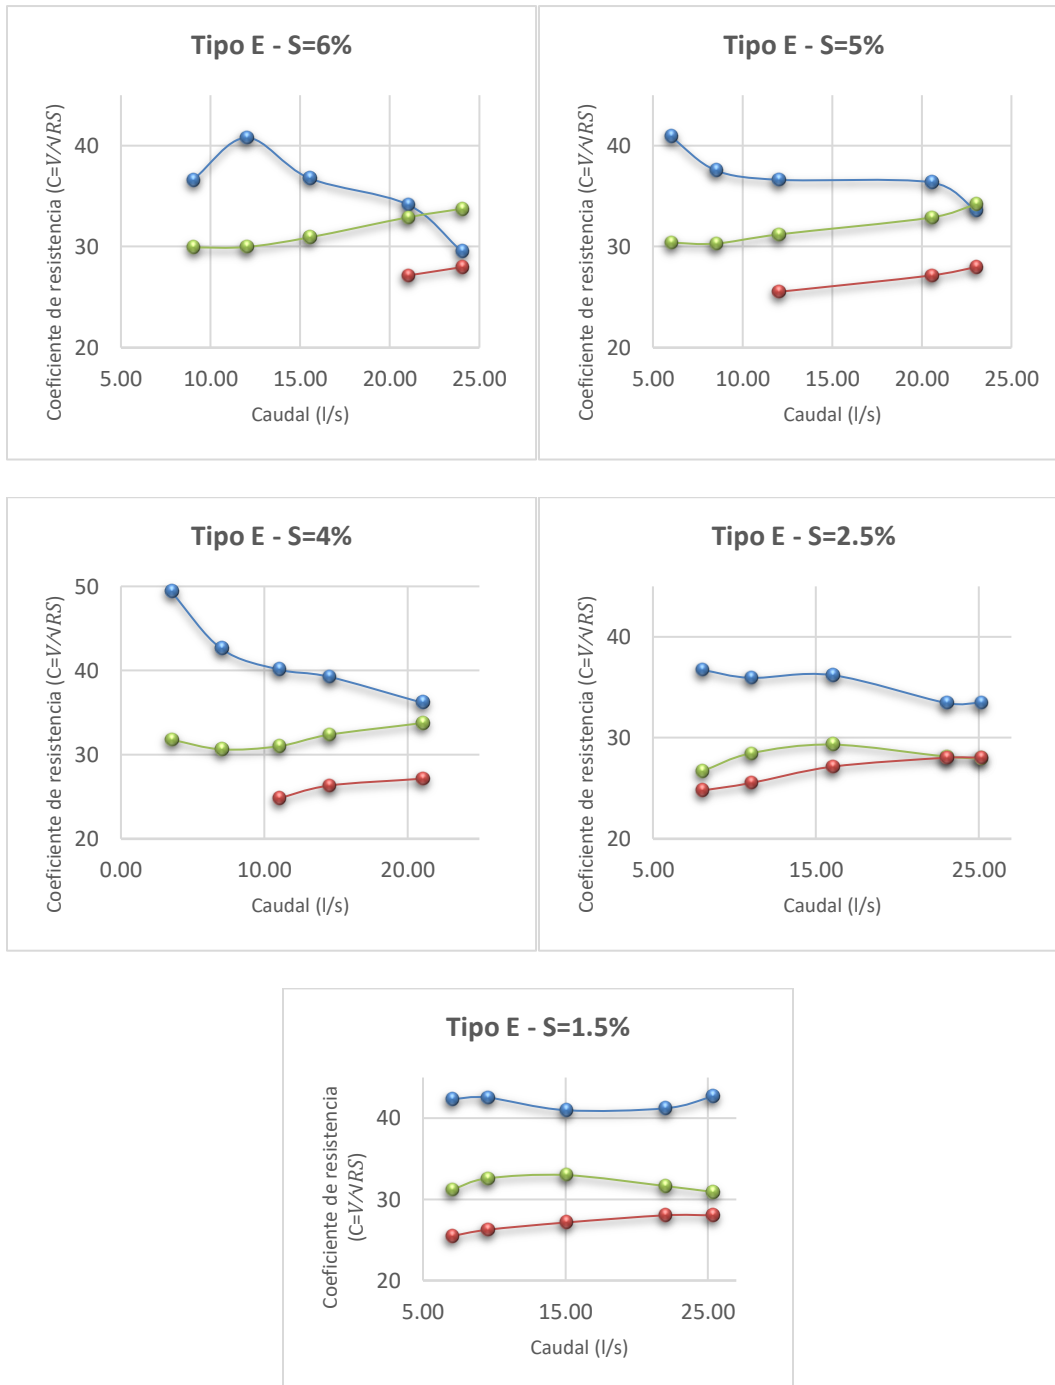 Tipo E - S=6%
Coeficiente de resistencia (C=V/√RS)
40
30
20
5.00 10.00 15.00 20.00 25.00
Caudal (l/s)
Tipo E - S=5%
Coeficiente de resistencia (C=V/√RS)
40
30
20
5.00 10.00 15.00 20.00 25.00
Caudal (l/s)
Tipo E - S=4%
Coeficiente de resistencia (C=V/√RS)
50
40
30
20
0.00 10.00 20.00
Caudal (l/s)
Tipo E - S=2.5%
Coeficiente de resistencia (C=V/√RS)
40
30
20
5.00 15.00 25.00
Caudal (l/s)
Tipo E - S=1.5%
Coeficiente de resistencia
(C=V/√RS)
40
30
20
5.00 15.00 25.00
Caudal (l/s)